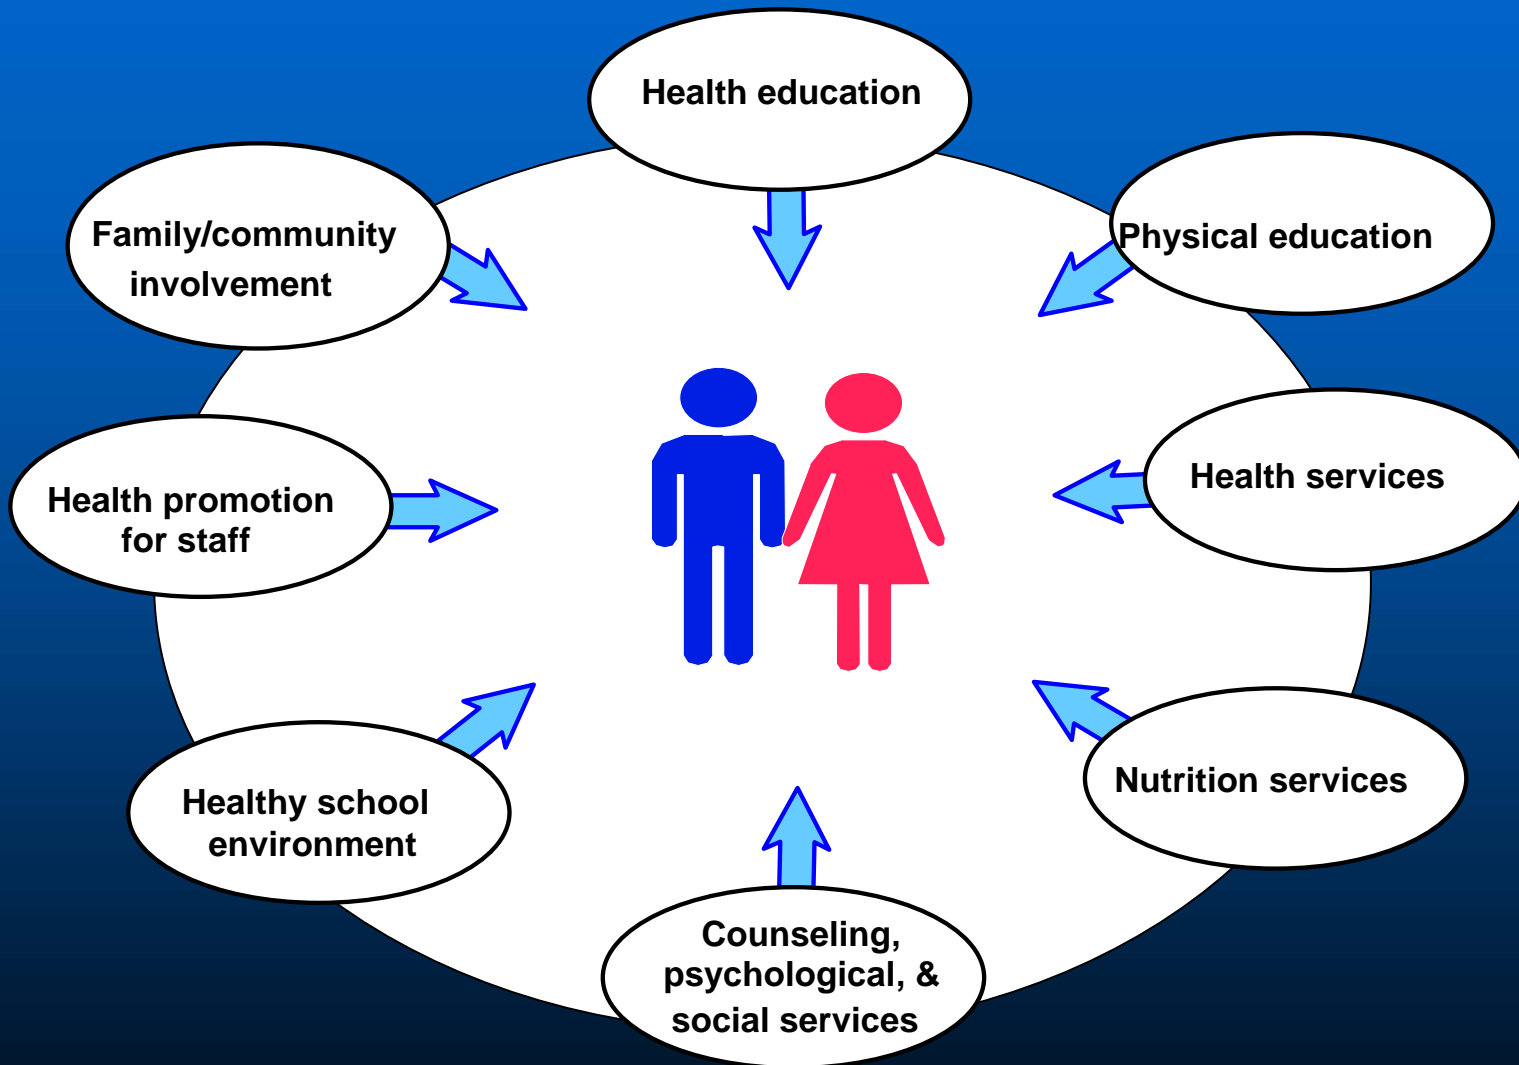 Health education
Physical education
Health services
Nutrition services
Counseling,
psychological, &
social services
Healthy school
environment
Health promotion
for staff
Family/community
involvement